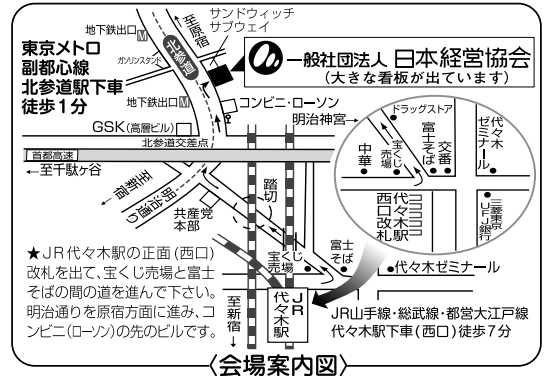 サンドウィッチ
サブウェイ
至原宿
↑
地下鉄出口 M
北参道
ガソリンスタンド
東京メトロ
副都心線
北参道駅下車
徒歩1分
一般社団法人 日本経営協会
(大きな看板が出ています)
地下鉄出口 M
コンビニ・ローソン
GSK(高層ビル)
北参道交差点
明治神宮→
首都高速
←至千駄ヶ谷
至新宿
明治通り
踏切
共産党
本部
ドラッグストア
代々木
ゼミナール
富士そば
交番
宝くじ
売場
中華
代々木駅
西口改札
三菱東京
UFJ銀行
★JR代々木駅の正面(西口)
改札を出て、宝くじ売場と富士
そばの間の道を進んで下さい。
明治通りを原宿方面に進み、コ
ンビニ(ローソン)の先のビルです。
宝くじ
売場
富士
そば
代々木ゼミナール
至新宿
↓
JR
代々木駅
JR山手線・総武線・都営大江戸線
代々木駅下車(西口)徒歩7分
〈会場案内図〉